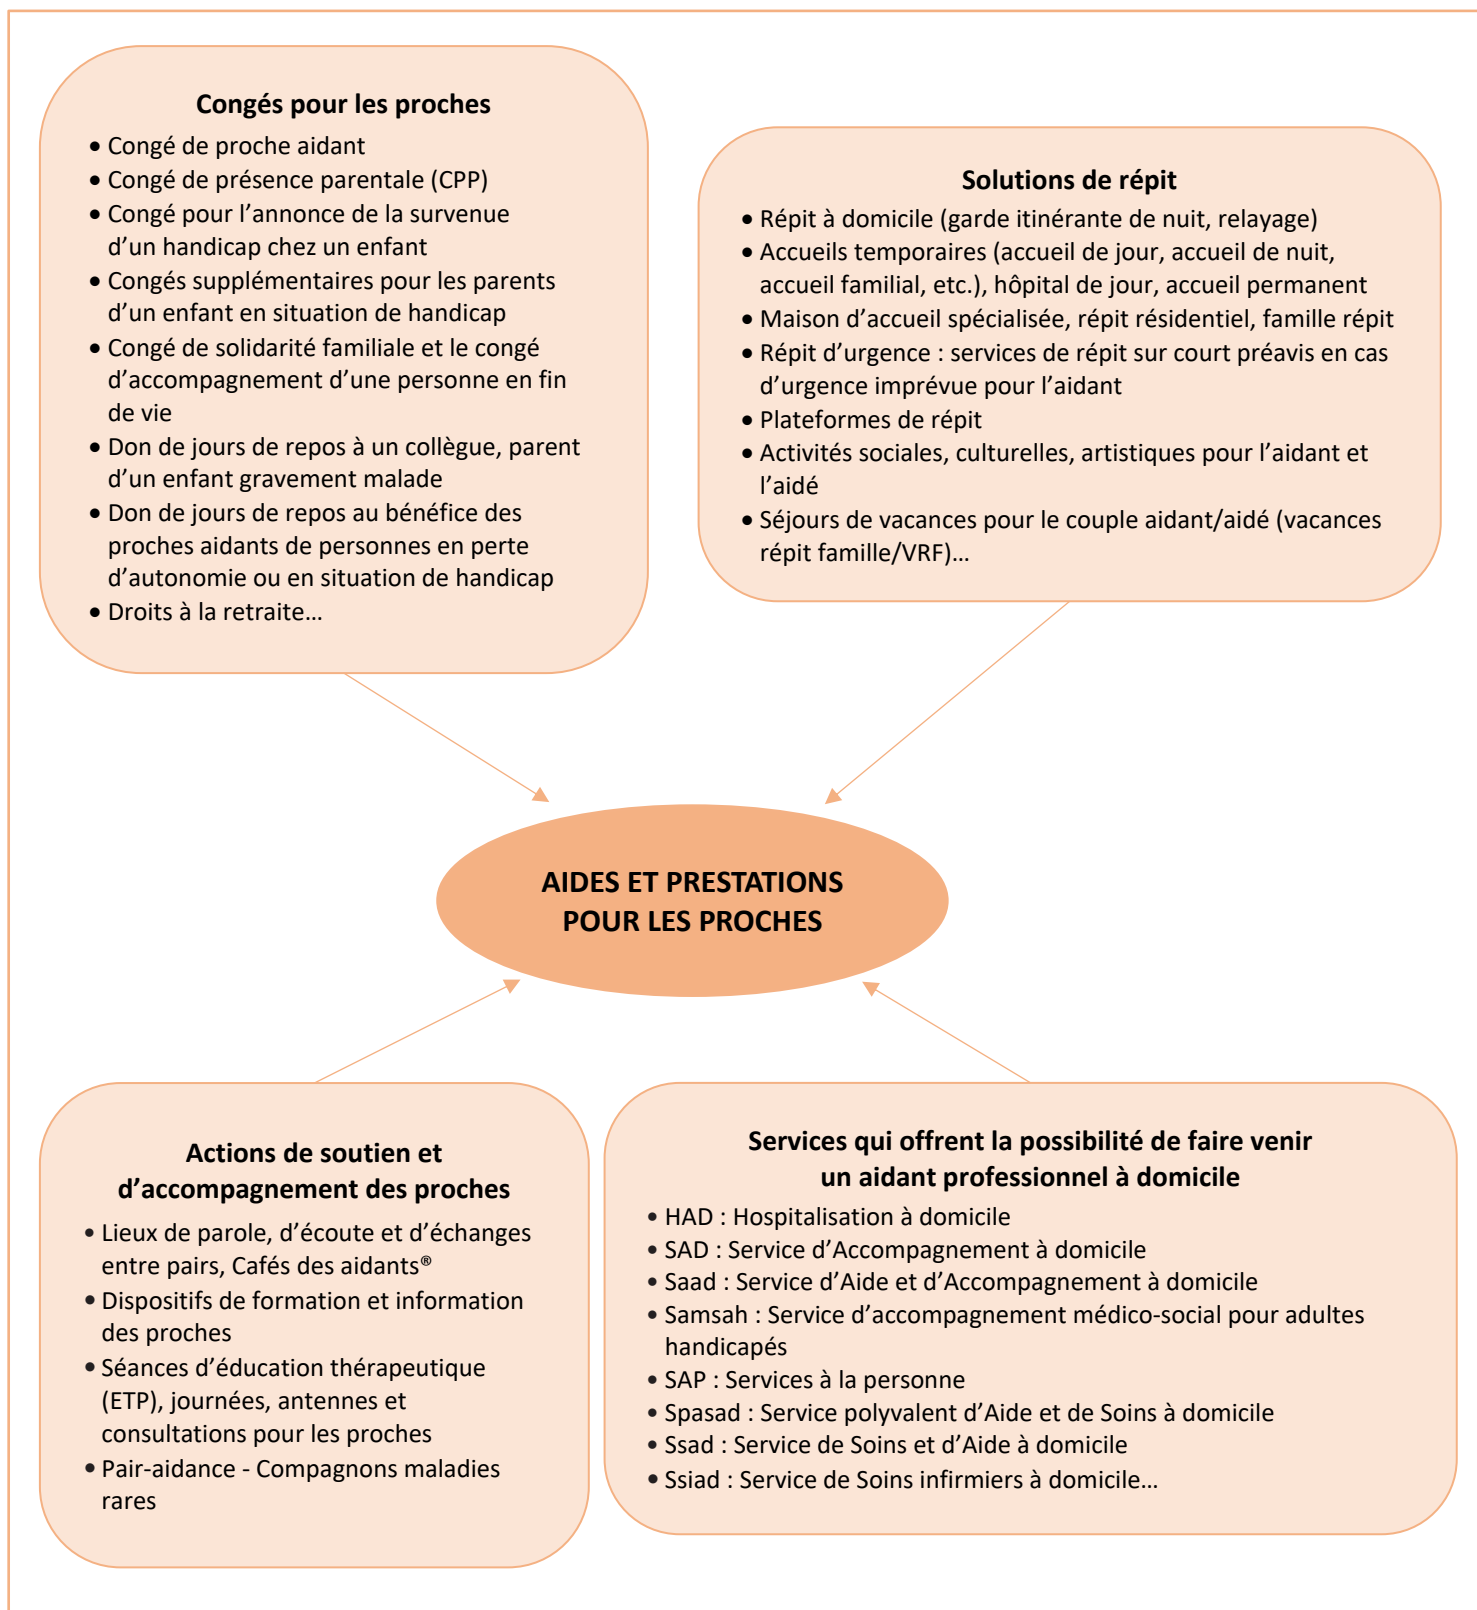 Congés pour les proches
• Congé de proche aidant
• Congé de présence parentale (CPP)
• Congé pour l’annonce de la survenue
d’un handicap chez un enfant
• Congés supplémentaires pour les parents
d’un enfant en situation de handicap
• Congé de solidarité familiale et le congé
d’accompagnement d’une personne en fin
de vie
• Don de jours de repos à un collègue, parent
d’un enfant gravement malade
• Don de jours de repos au bénéfice des
proches aidants de personnes en perte
d’autonomie ou en situation de handicap
• Droits à la retraite…
Solutions de répit
• Répit à domicile (garde itinérante de nuit, relayage)
• Accueils temporaires (accueil de jour, accueil de nuit,
accueil familial, etc.), hôpital de jour, accueil permanent
• Maison d’accueil spécialisée, répit résidentiel, famille répit
• Répit d’urgence : services de répit sur court préavis en cas
d’urgence imprévue pour l’aidant
• Plateformes de répit
• Activités sociales, culturelles, artistiques pour l’aidant et
l’aidé
• Séjours de vacances pour le couple aidant/aidé (vacances
répit famille/VRF)…
AIDES ET PRESTATIONS
POUR LES PROCHES
Actions de soutien et
d’accompagnement des proches
• Lieux de parole, d’écoute et d’échanges
entre pairs, Cafés des aidants®
• Dispositifs de formation et information
des proches
• Séances d’éducation thérapeutique
(ETP), journées, antennes et
consultations pour les proches
• Pair-aidance - Compagnons maladies
rares
Services qui offrent la possibilité de faire venir
un aidant professionnel à domicile
• HAD : Hospitalisation à domicile
• SAD : Service d’Accompagnement à domicile
• Saad : Service d’Aide et d’Accompagnement à domicile
• Samsah : Service d’accompagnement médico-social pour adultes
handicapés
• SAP : Services à la personne
• Spasad : Service polyvalent d’Aide et de Soins à domicile
• Ssad : Service de Soins et d’Aide à domicile
• Ssiad : Service de Soins infirmiers à domicile…